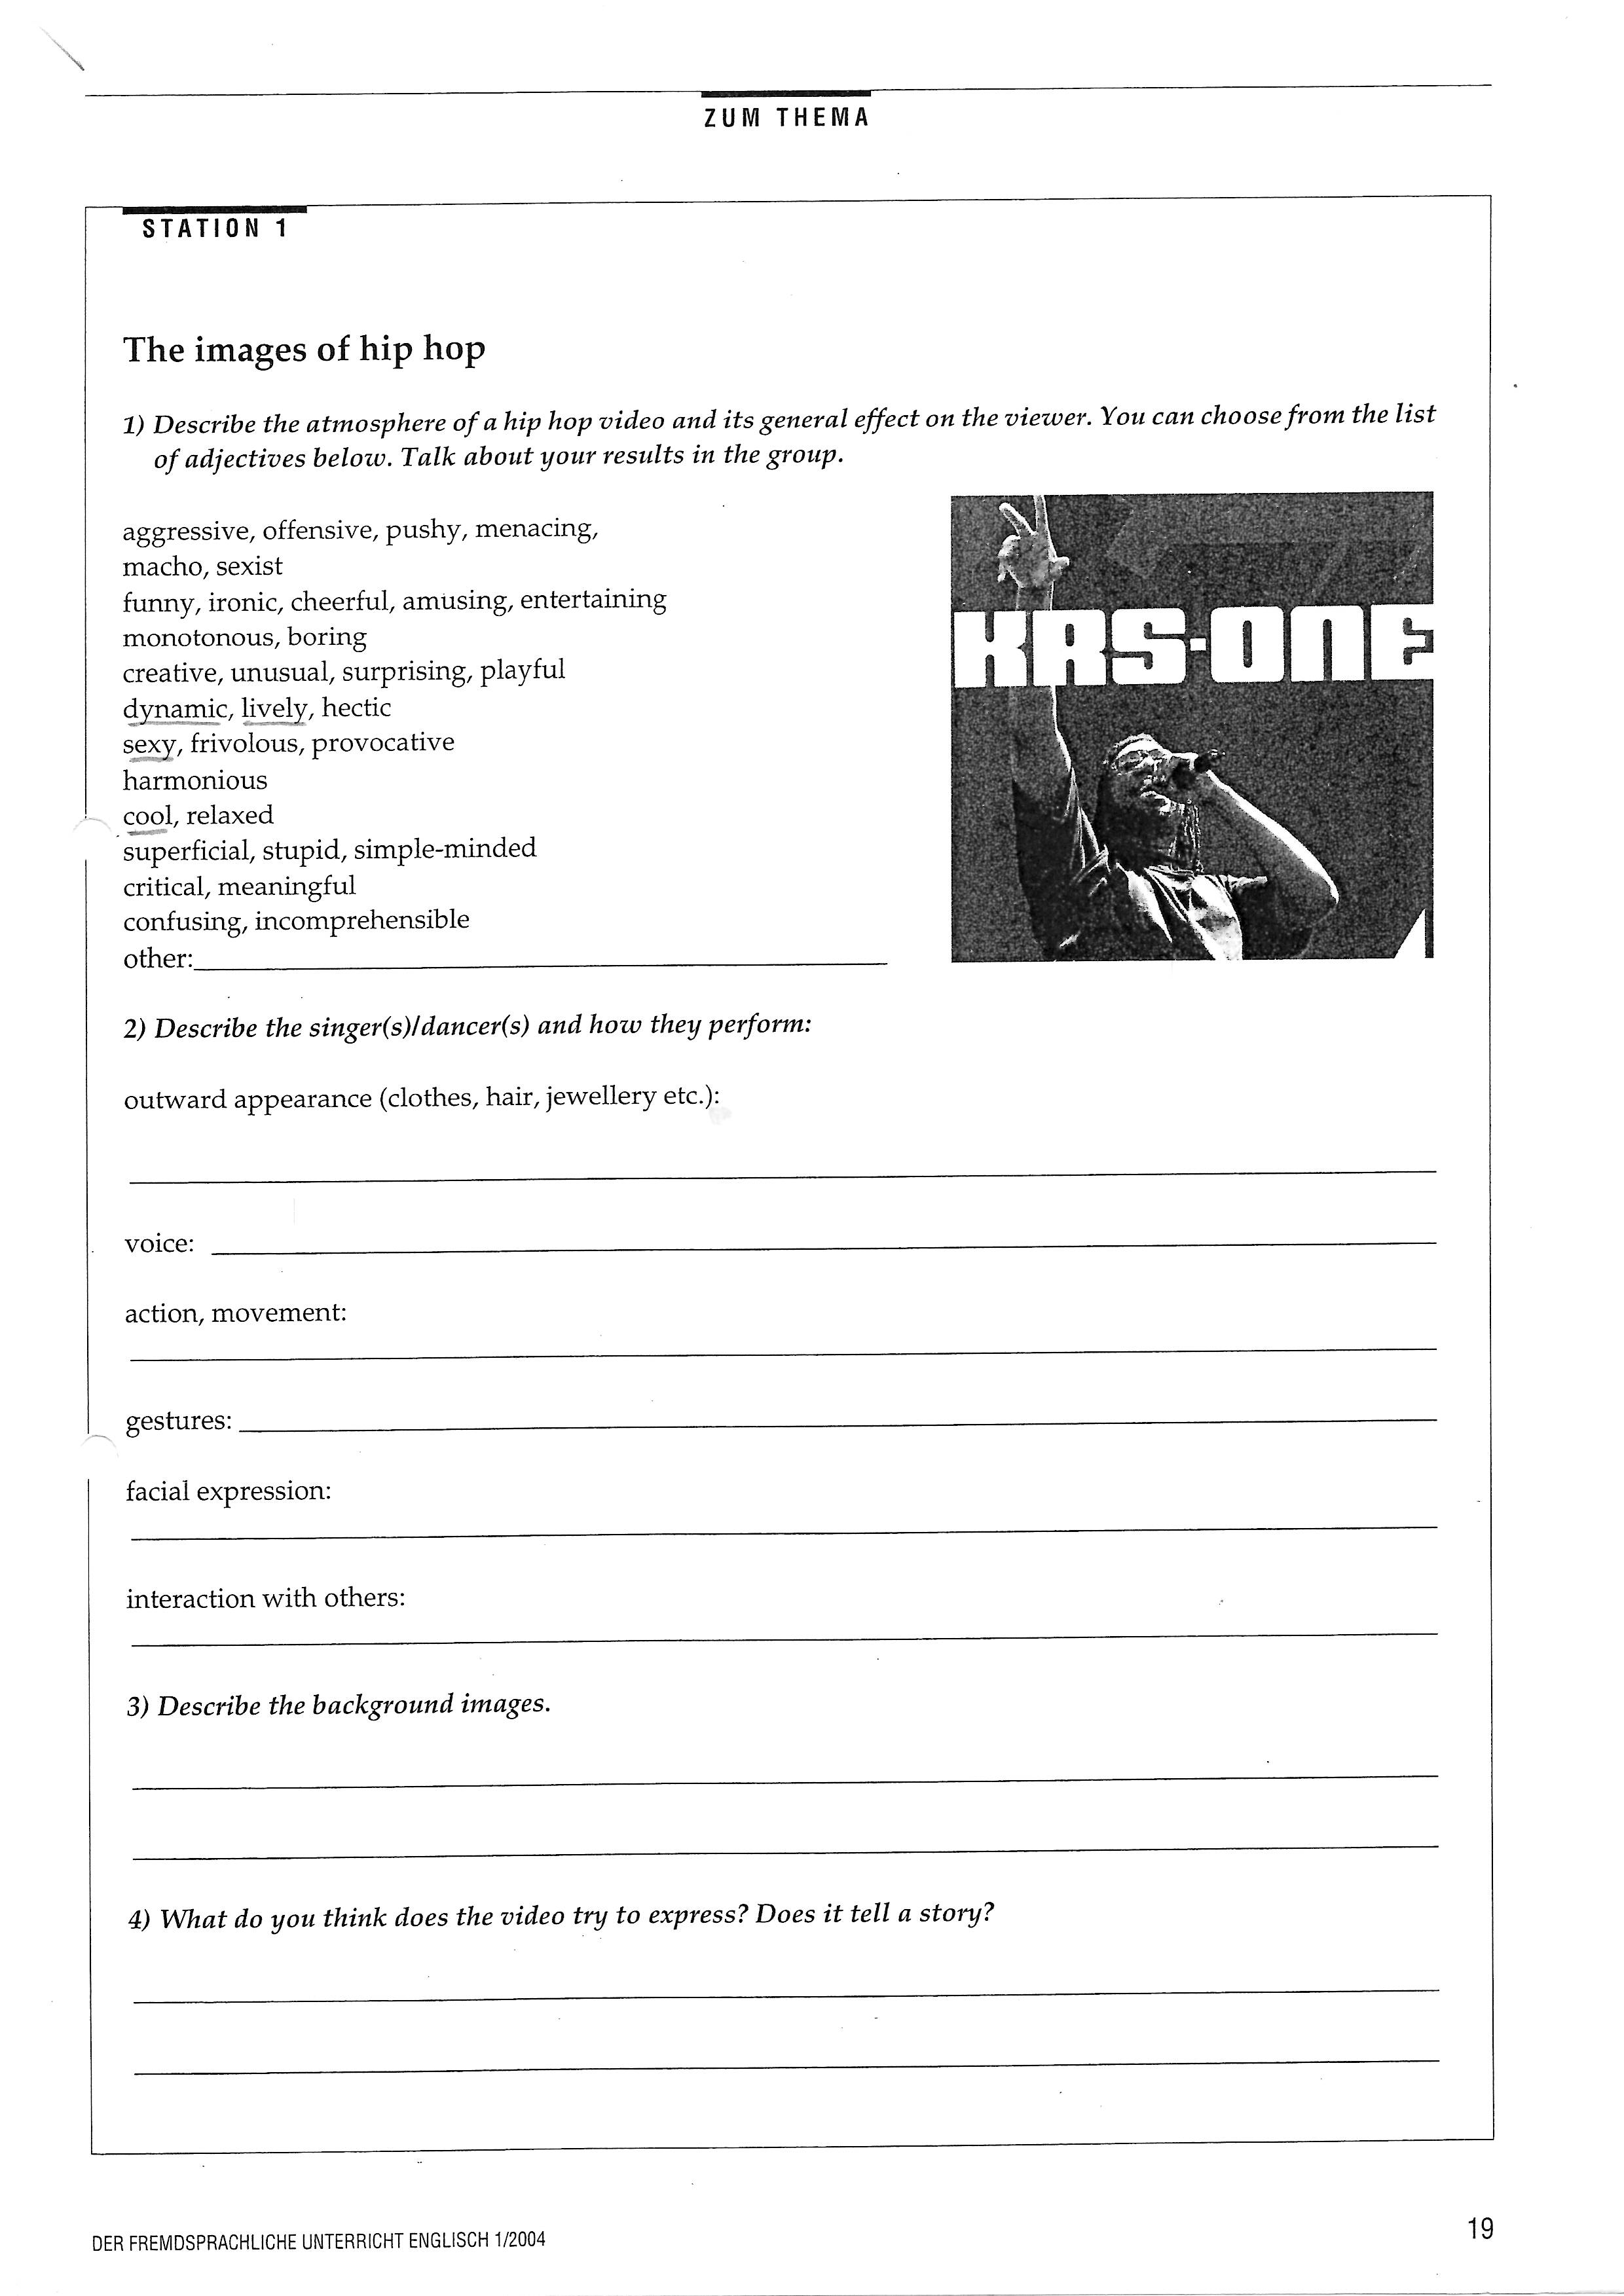 ZUM THEMA
STATION 1
The images of hip hop
1) Describe the atmosphere of a hip hop video and its general effect on the viewer. You can choose from the list
of adjectives below. Talk about your results in the group.
aggressive, offensive, pushy, menacing,
macho, sexist
funny, ironic, cheerful, amusing, entertaining
monotonous, boring
creative, unusual, surprising, playful
dynamic, lively, hectic
sexy, frivolous, provocative
harmonious
cool, relaxed
superficial, stupid, simple-minded
critical, meaningful
confusing, incomprehensible
other:
KRS-ONE
2) Describe the singer(s)/dancer(s) and how they perform:
outward appearance (clothes, hair, jewellery etc.):
voice:
action, movement:
gestures:
facial expression:
interaction with others:
3) Describe the background images.
4) What do you think does the video try to express? Does it tell a story?
DER FREMDSPRACHLICHE UNTERRICHT ENGLISCH 1/2004
19